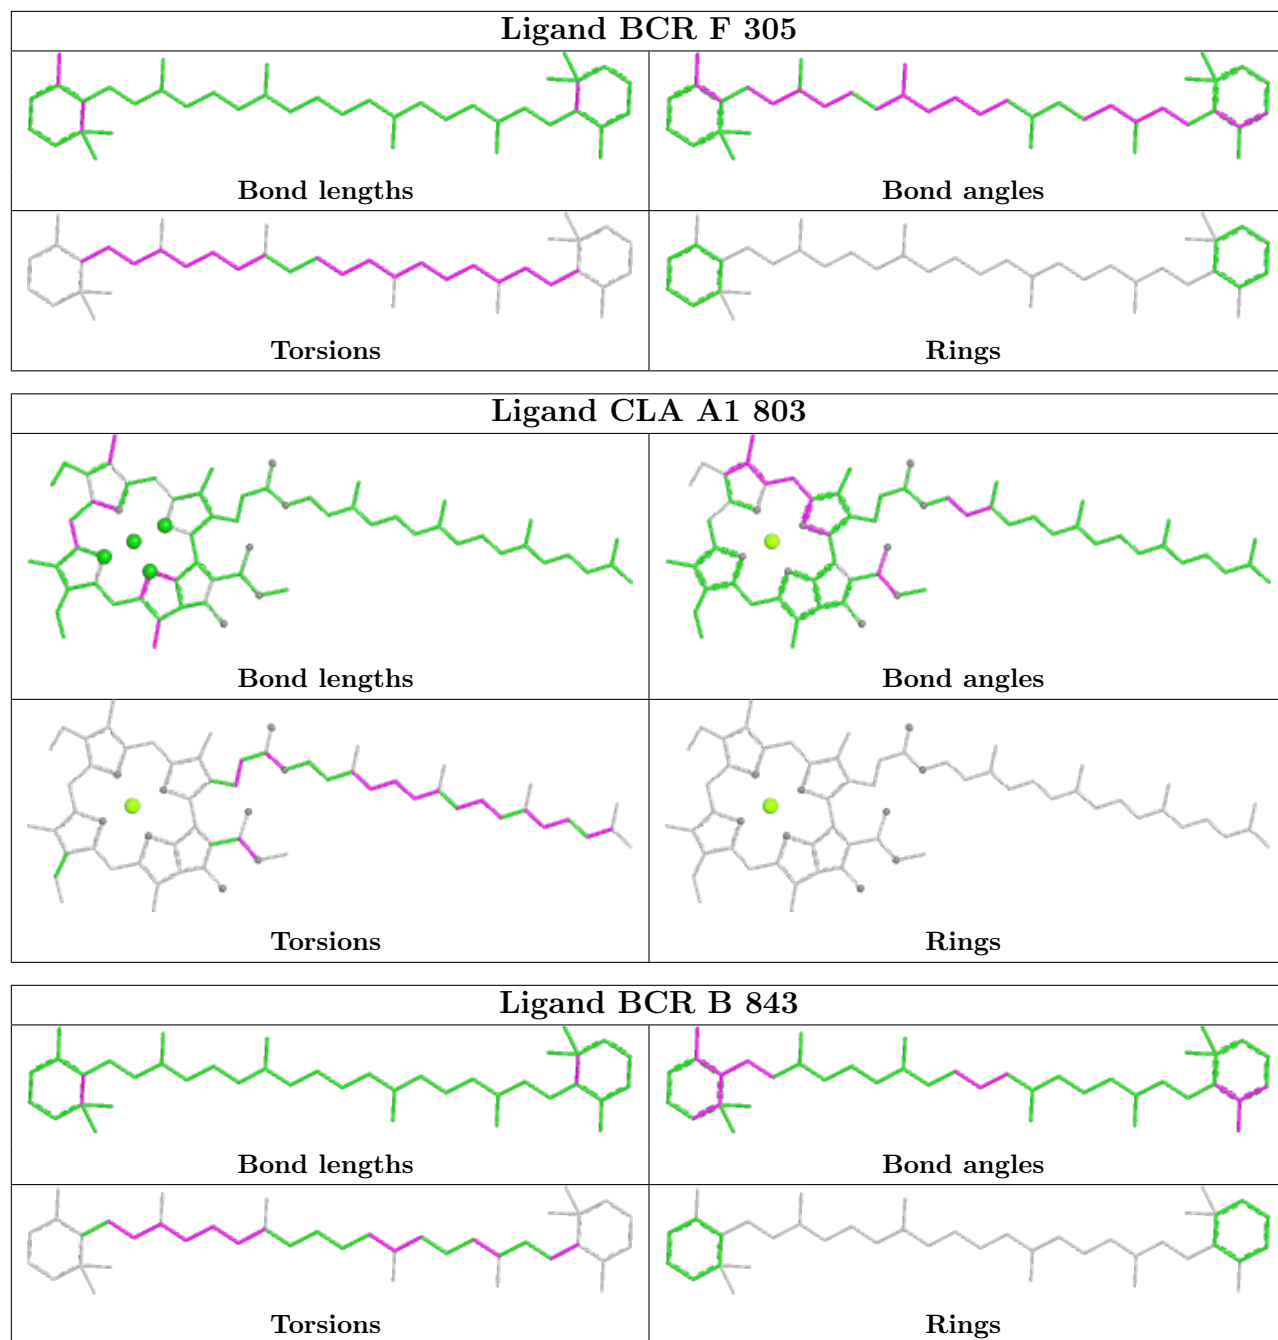 Ligand BCR F 305
Bond lengths
Bond angles
Torsions
Rings
Ligand CLA A1 803
Bond lengths
Bond angles
Torsions
Rings
Ligand BCR B 843
Bond lengths
Bond angles
Torsions
Rings